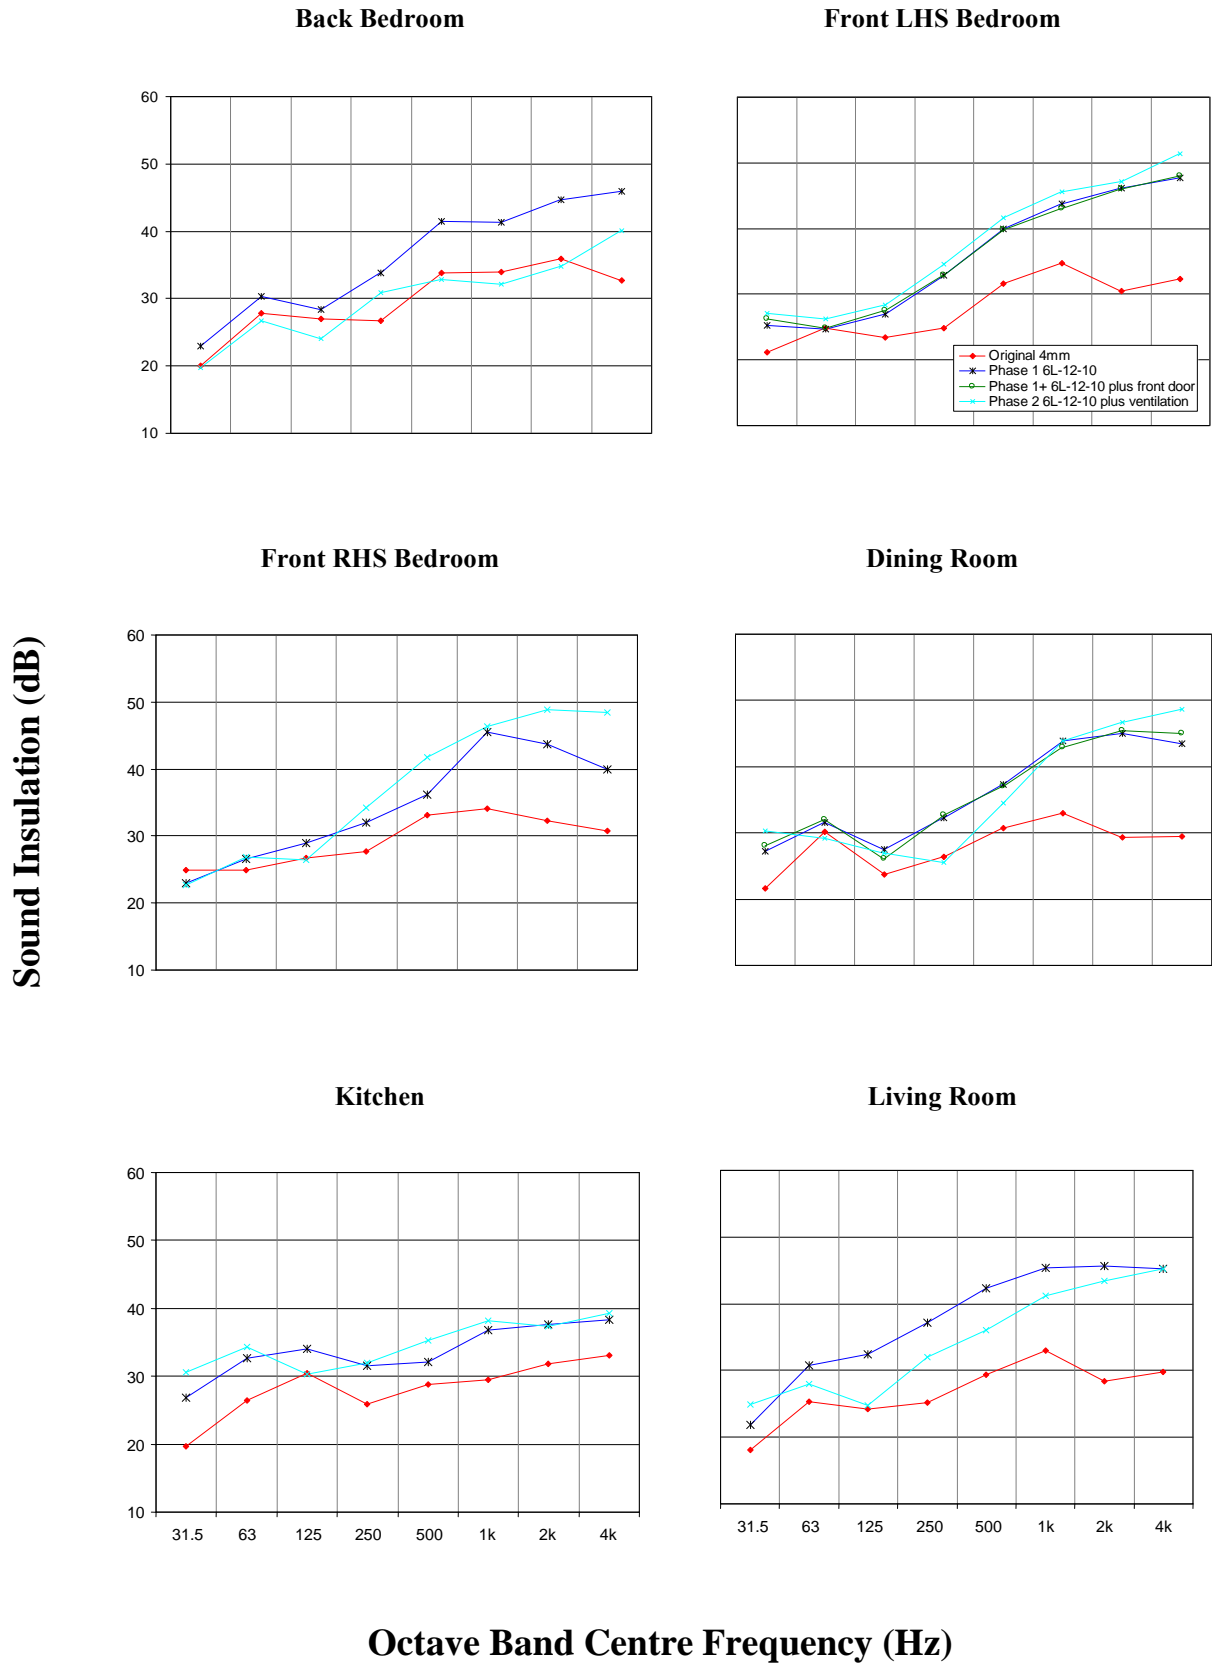 Back Bedroom
Front LHS Bedroom
60
50
40
30
20
10
Original 4mm
Phase 1 6L-12-10
Phase 1+ 6L-12-10 plus front door
Phase 2 6L-12-10 plus ventilation
Front RHS Bedroom
Dining Room
Sound Insulation (dB)
60
50
40
30
20
10
Kitchen
Living Room
60
50
40
30
20
10
31.5 63 125 250 500 1k 2k 4k
31.5 63 125 250 500 1k 2k 4k
Octave Band Centre Frequency (Hz)